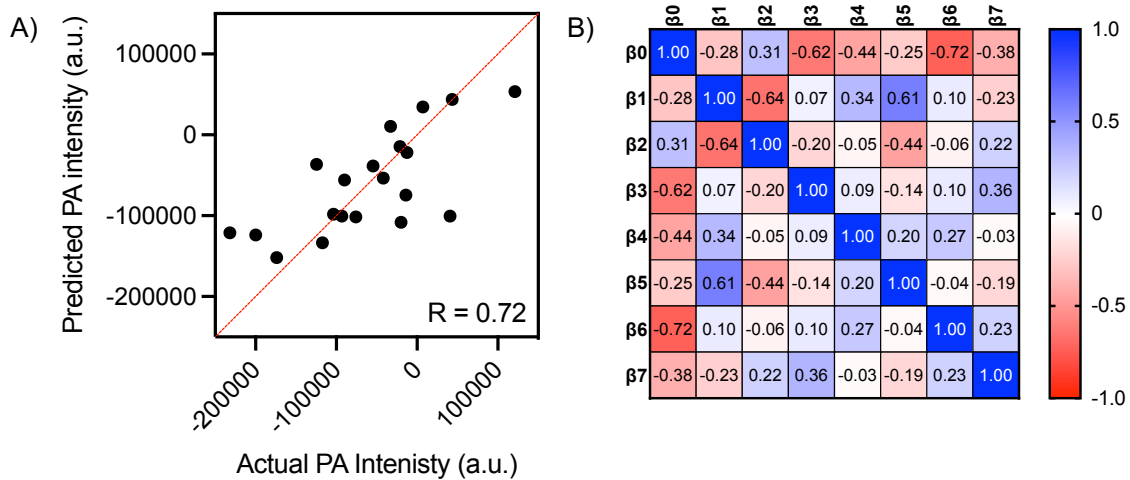 A)
Predicted PA intensity (a.u.)
100000
0
-100000
-200000
R = 0.72
-200000
-100000
0
100000
Actual PA Intenisty (a.u.)
B)
β0 β1 β2 β3 β4 β5 β6 β7
β0 1.00 -0.28 0.31 -0.62 -0.44 -0.25 -0.72 -0.38
β1 -0.28 1.00 -0.64 0.07 0.34 0.61 0.10 -0.23
β2 0.31 -0.64 1.00 -0.20 -0.05 -0.44 -0.06 0.22
β3 -0.62 0.07 -0.20 1.00 0.09 -0.14 0.10 0.36
β4 -0.44 0.34 -0.05 0.09 1.00 0.20 0.27 -0.03
β5 -0.25 0.61 -0.44 -0.14 0.20 1.00 -0.04 -0.19
β6 -0.72 0.10 -0.06 0.10 0.27 -0.04 1.00 0.23
β7 -0.38 -0.23 0.22 0.36 -0.03 -0.19 0.23 1.00
1.0
0.5
0
-0.5
-1.0